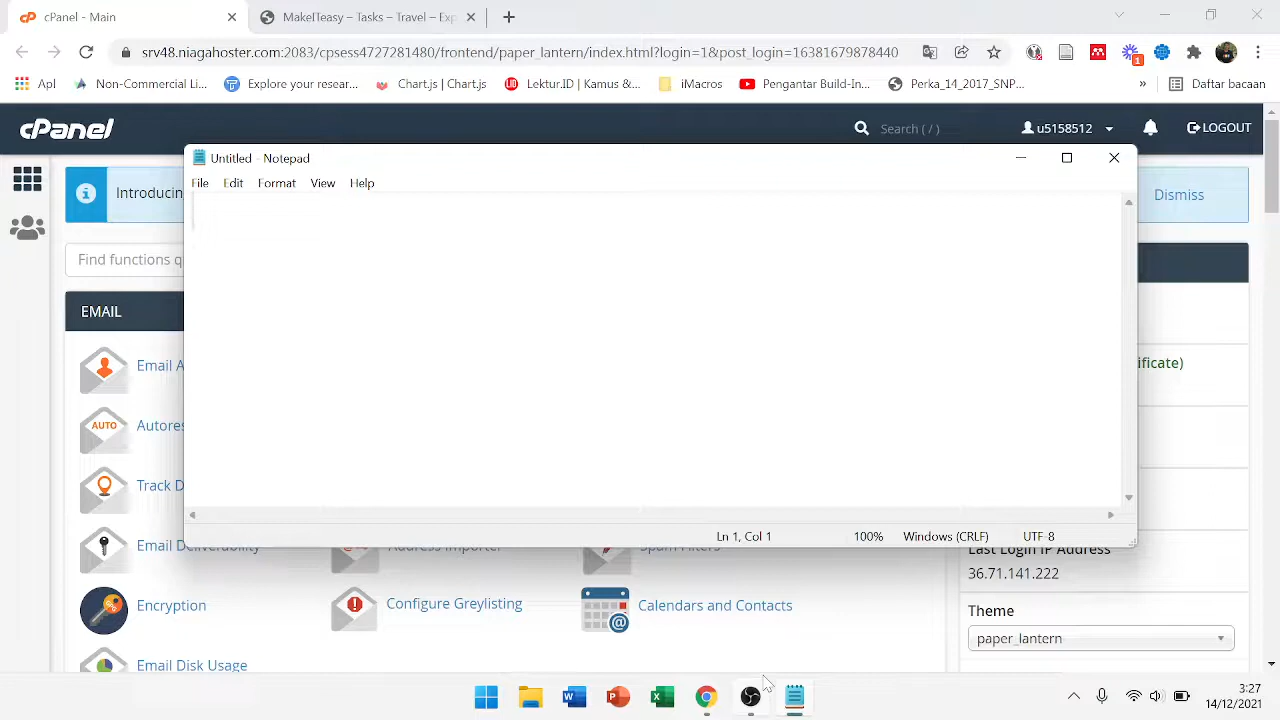 cPanel - Main
MakeITeasy – Tasks – Travel – Exp
srv48.niagahoster.com:2083/cpsess4727281480/frontend/paper_lantern/index.html?login=1&post_login=16381679878440
1
Apl
Non-Commercial Li...
Explore your resear...
Chart.js | Chart.js
Lektur.ID | Kamus &...
iMacros
Pengantar Build-In...
Perka_14_2017_SNP...
»
Daftar bacaan
cPanel
Search ( / )
u5158512
LOGOUT
Untitled - Notepad
File
Edit
Format
View
Help
Introducin
Dismiss
Find functions q
EMAIL
Email A
ificate)
AUTO
Autores
Track D
Ln 1, Col 1
100%
Windows (CRLF)
UTF-8
Email Deliverability
Address Importer
Spam Filters
Last Login IP Address
36.71.141.222
Encryption
Configure Greylisting
Calendars and Contacts
Theme
paper_lantern
Email Disk Usage
3:27
14/12/2021